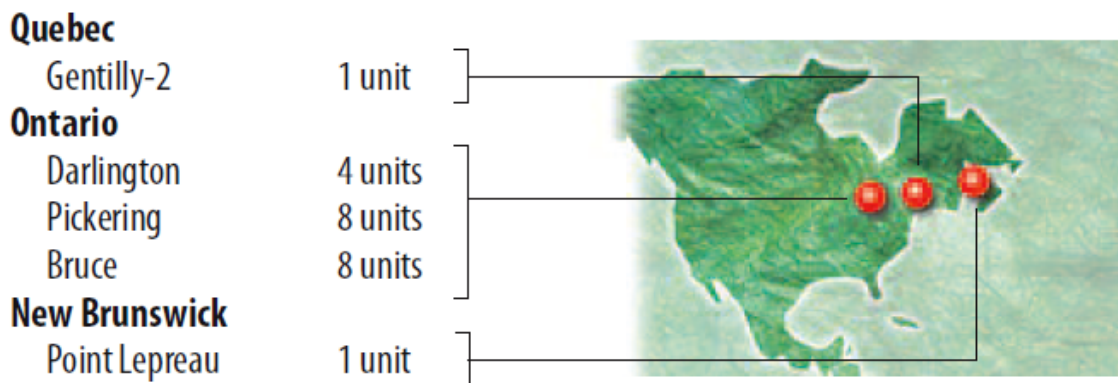 Quebec
Gentilly-2 1 unit
Ontario
Darlington 4 units
Pickering 8 units
Bruce 8 units
New Brunswick
Point Lepreau 1 unit